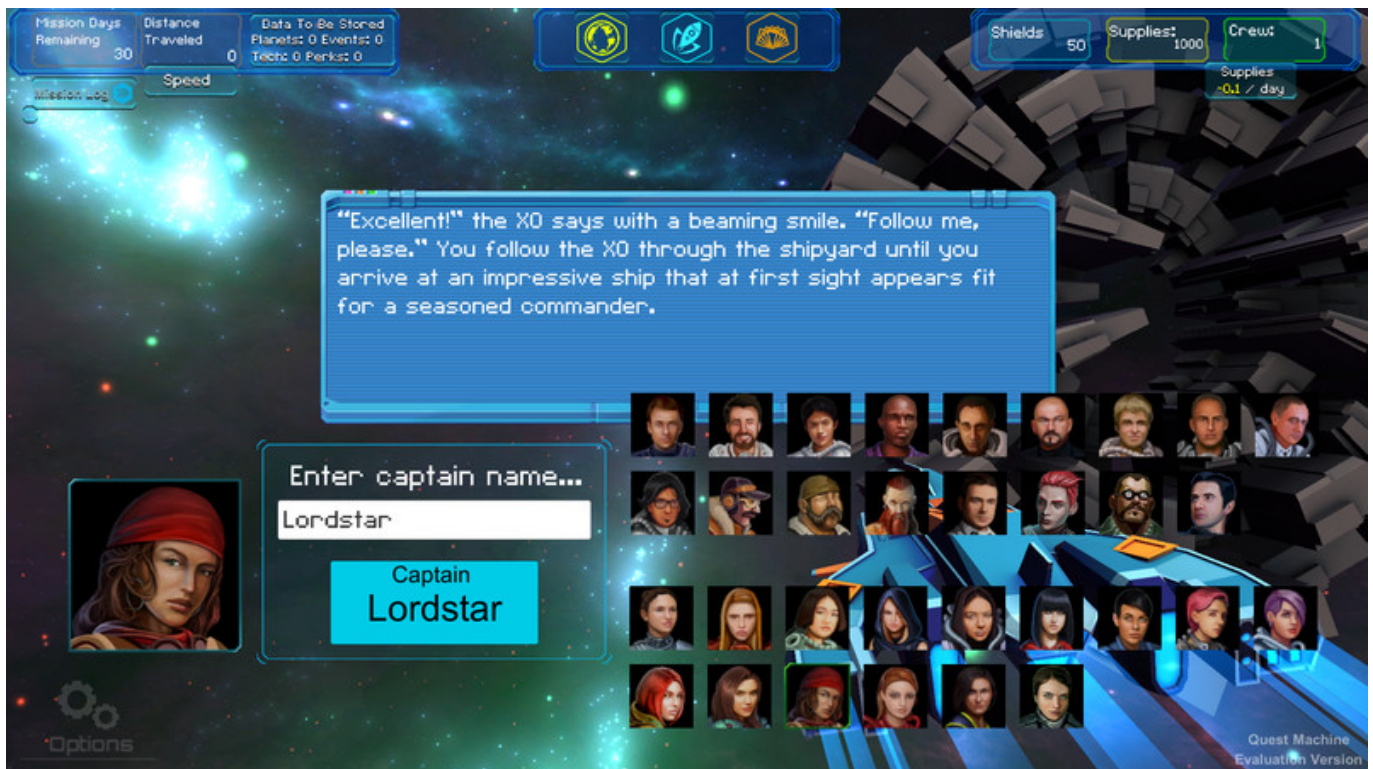 Mission Days
Remaining
30
Distance
Traveled
0
Data To Be Stored
Planets: 0 Events: 0
Tech: 0 Perks: 0
Shields
50
Supplies:
1000
Crew:
1
Mission Log
Speed
Supplies
-0.1 / day
“Excellent!” the XO says with a beaming smile. “Follow me,
please.” You follow the XO through the shipyard until you
arrive at an impressive ship that at first sight appears fit
for a seasoned commander.
Enter captain name...
Lordstar
Captain
Lordstar
Options
Quest Machine
Evaluation Version